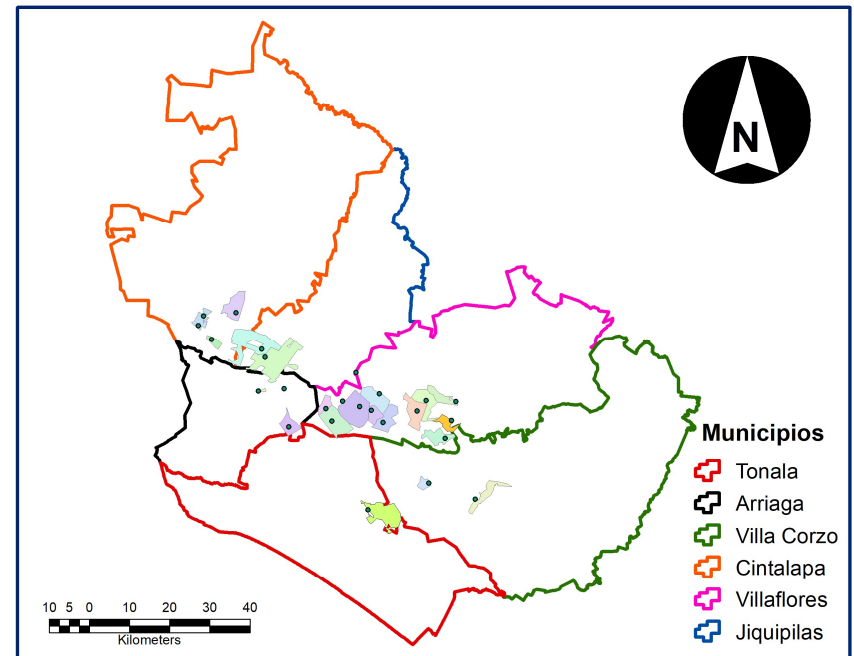 N
Municipios
Tonala
Arriaga
Villa Corzo
Cintalapa
Villaflores
Jiquipilas
10 5 0 10 20 30 40
Kilometers